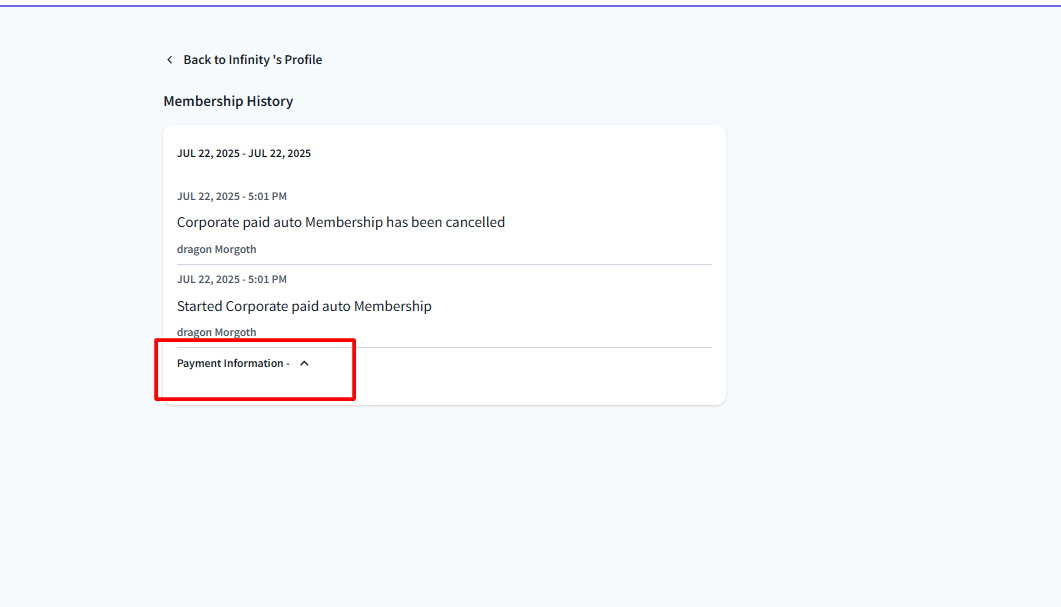 Back to Infinity 's Profile
Membership History
JUL 22, 2025 - JUL 22, 2025
JUL 22, 2025 - 5:01 PM
Corporate paid auto Membership has been cancelled
dragon Morgoth
JUL 22, 2025 - 5:01 PM
Started Corporate paid auto Membership
dragon Morgoth
Payment Information -